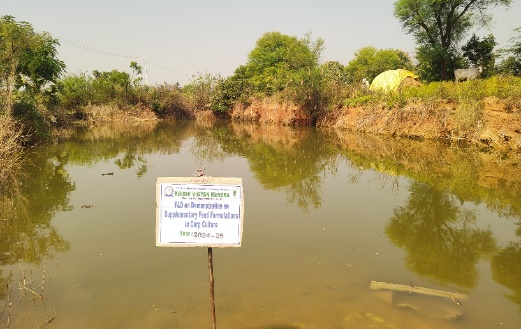 KRISHI VIGYAN KENDRA
FLD on Demonstration on
Supplementary Feed Formulations
in Carp Culture
Year: 2024-25